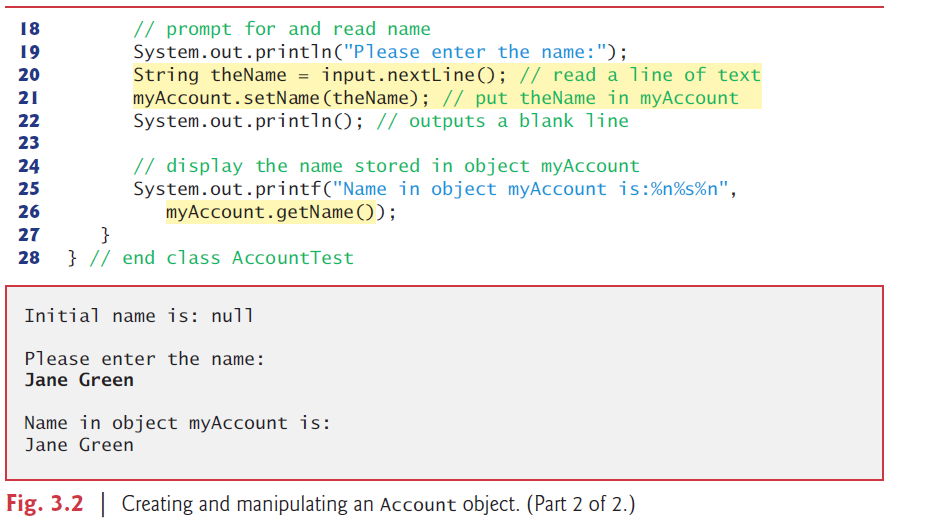 18 // prompt for and read name
19 System.out.println("Please enter the name:");
20 String theName = input.nextLine(); // read a line of text
21 myAccount.setName(theName); // put theName in myAccount
22 System.out.println(); // outputs a blank line
23
24 // display the name stored in object myAccount
25 System.out.printf("Name in object myAccount is:%n%s%n",
26 myAccount.getName());
27 }
28 } // end class AccountTest
Initial name is: null
Please enter the name:
Jane Green
Name in object myAccount is:
Jane Green
Fig. 3.2 | Creating and manipulating an Account object. (Part 2 of 2.)